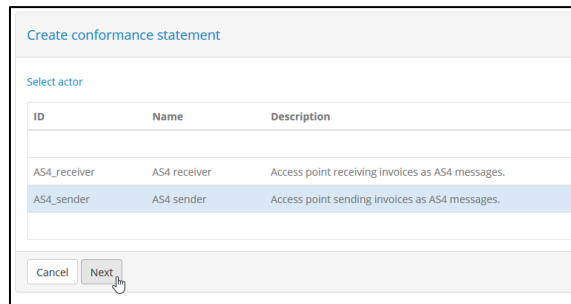 Create conformance statement
Select actor
ID Name Description
AS4_receiver AS4 receiver Access point receiving invoices as AS4 messages.
AS4_sender AS4 sender Access point sending invoices as AS4 messages.
Cancel Next